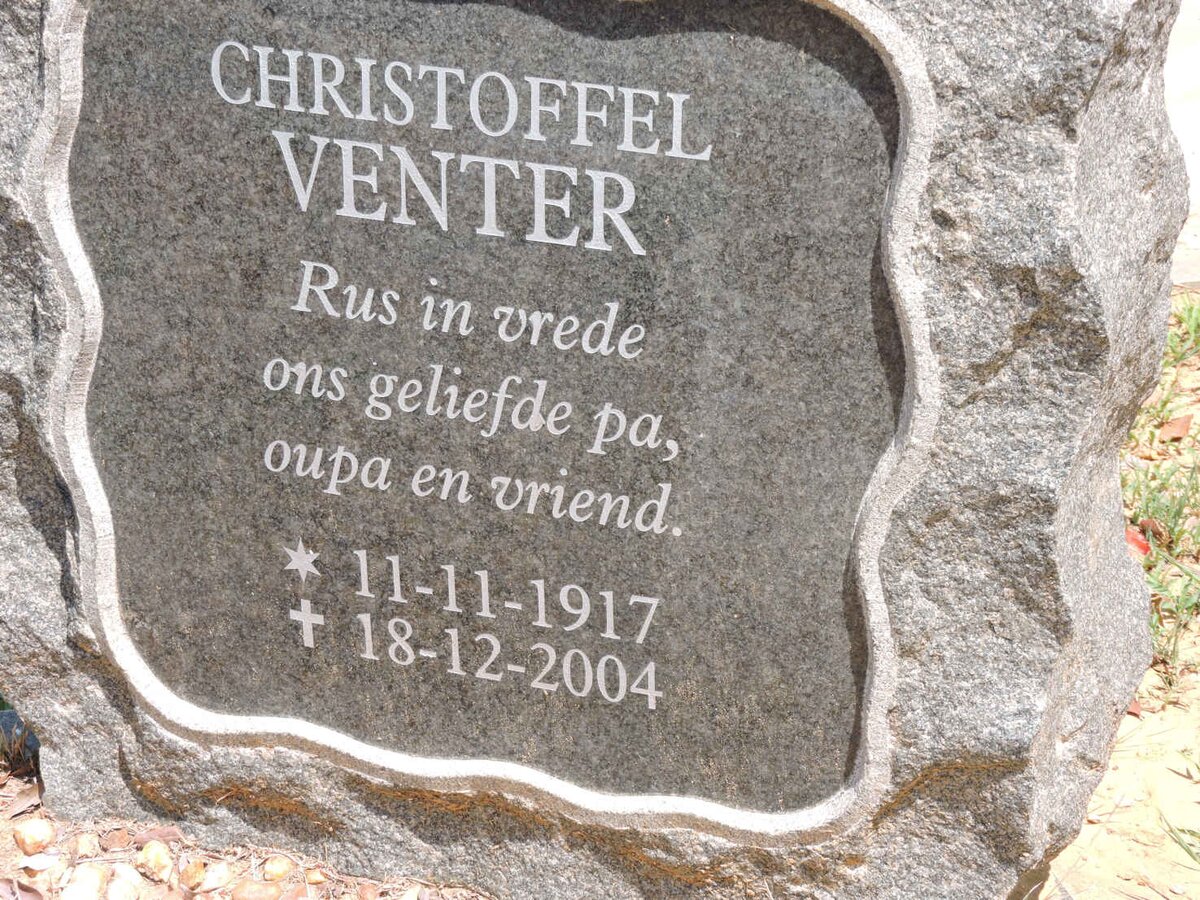 CHRISTOFFEL
VENTER
Rus in vrede
ons geliefde pa,
oupa en vriend.
11-11-1917
18-12-2004